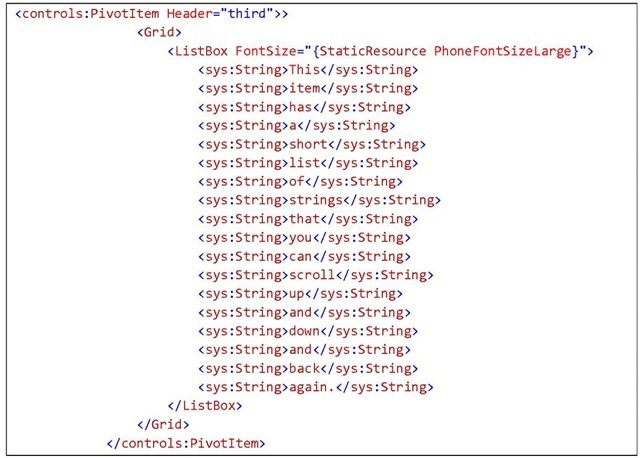 <controls:PivotItem Header="third">>
<Grid>
<ListBox FontSize="{StaticResource PhoneFontSizeLarge}">
<sys:String>This</sys:String>
<sys:String>item</sys:String>
<sys:String>has</sys:String>
<sys:String>a</sys:String>
<sys:String>short</sys:String>
<sys:String>list</sys:String>
<sys:String>of</sys:String>
<sys:String>strings</sys:String>
<sys:String>that</sys:String>
<sys:String>you</sys:String>
<sys:String>can</sys:String>
<sys:String>scroll</sys:String>
<sys:String>up</sys:String>
<sys:String>and</sys:String>
<sys:String>down</sys:String>
<sys:String>and</sys:String>
<sys:String>back</sys:String>
<sys:String>again.</sys:String>
</ListBox>
</Grid>
</controls:PivotItem>